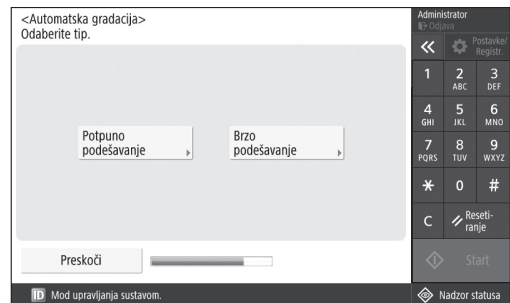 <Automatska gradacija>
Odaberite tip.
Potpuno
podešavanje
Brzo
podešavanje
Preskoči
ID Mod upravljanja sustavom.
Administrator
Odjava
Postavke/
Registr.
1
2
ABC
3
DEF
4
GHI
5
JKL
6
MNO
7
PQRS
8
TUV
9
WXYZ
*
0
#
C
Reseti-
ranje
Start
Nadzor statusa